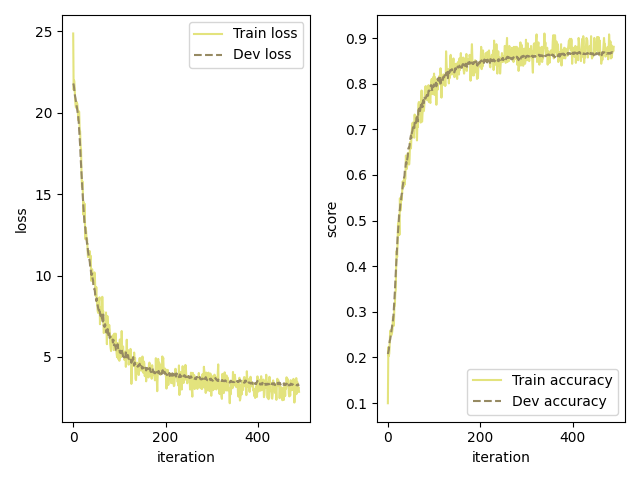 25
20
15
10
5
loss
0
200
400
iteration
Train loss
Dev loss
0.9
0.8
0.7
0.6
0.5
0.4
0.3
0.2
0.1
score
0
200
400
iteration
Train accuracy
Dev accuracy